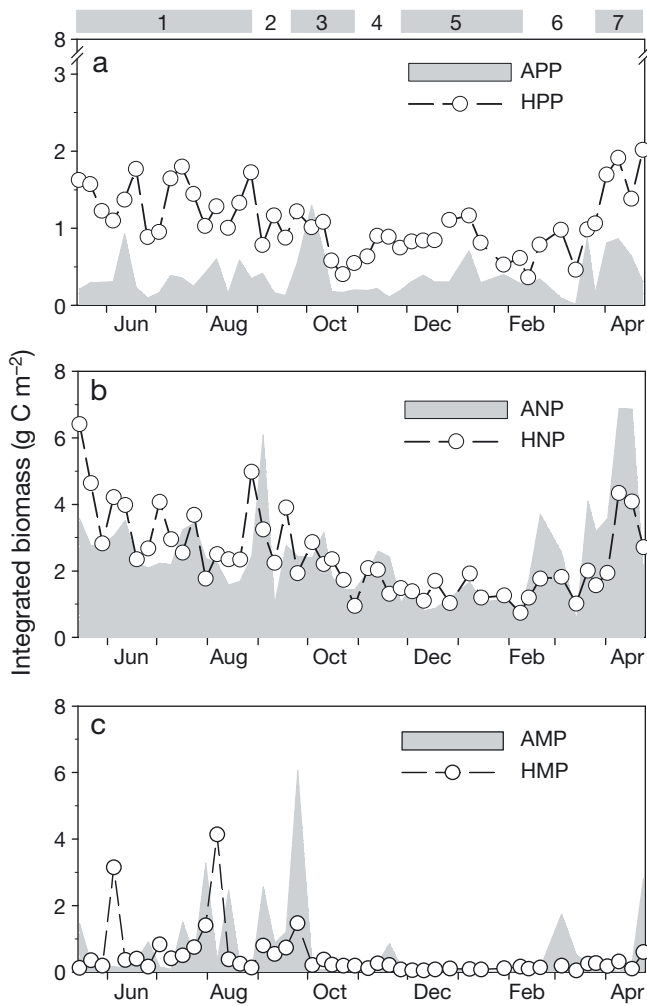 1 2 3 4 5 6 7
8
a
3
APP
HPP
2
1
0
Jun Aug Oct Dec Feb Apr
Integrated biomass (g C m⁻²)
8
b
ANP
6
HNP
4
2
0
Jun Aug Oct Dec Feb Apr
8
c
AMP
6
HMP
4
2
0
Jun Aug Oct Dec Feb Apr